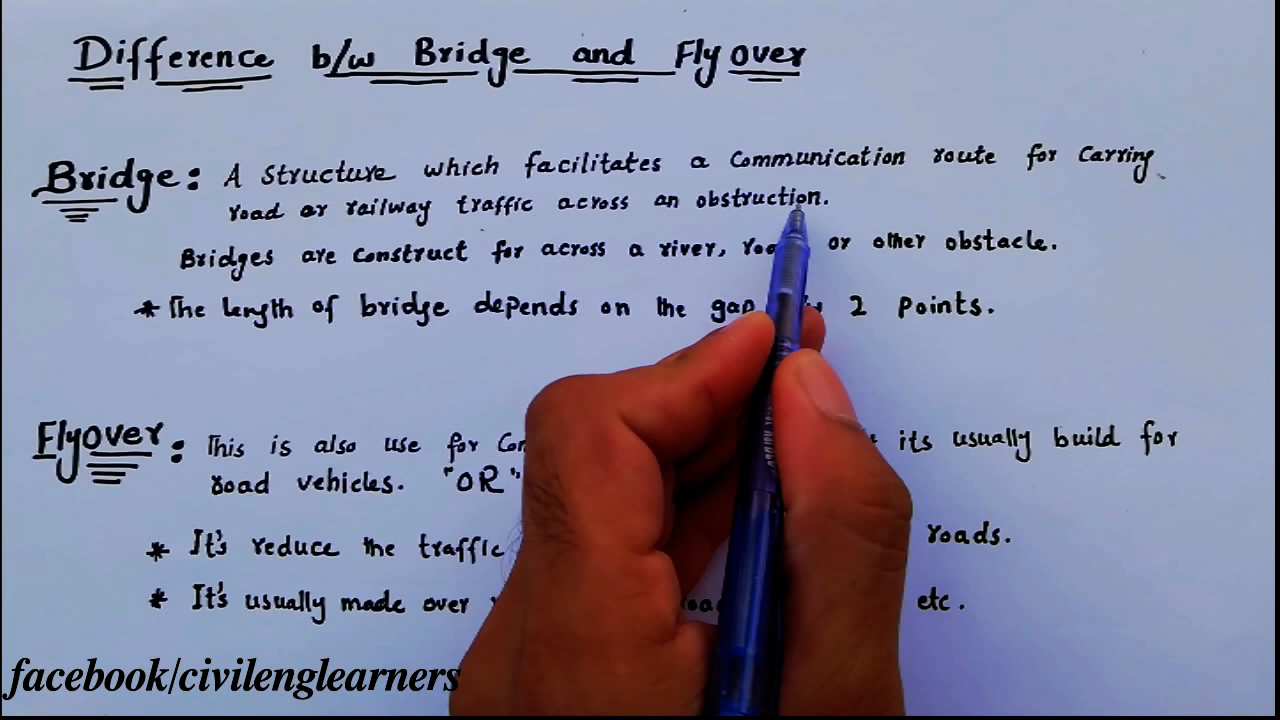 Difference b/w Bridge and Flyover
Bridge: A Structure which facilitates a Communication route for Carring
road or railway traffic across an obstruction.
Bridges are Construct for across a river, or other obstacle.
* The length of bridge depends on the gap 2 Points.
Flyover: This is also use for its usually build for
road vehicles. "OR"
* It's reduce the traffic roads.
* It's usually made over etc.
facebook/civilenglearners